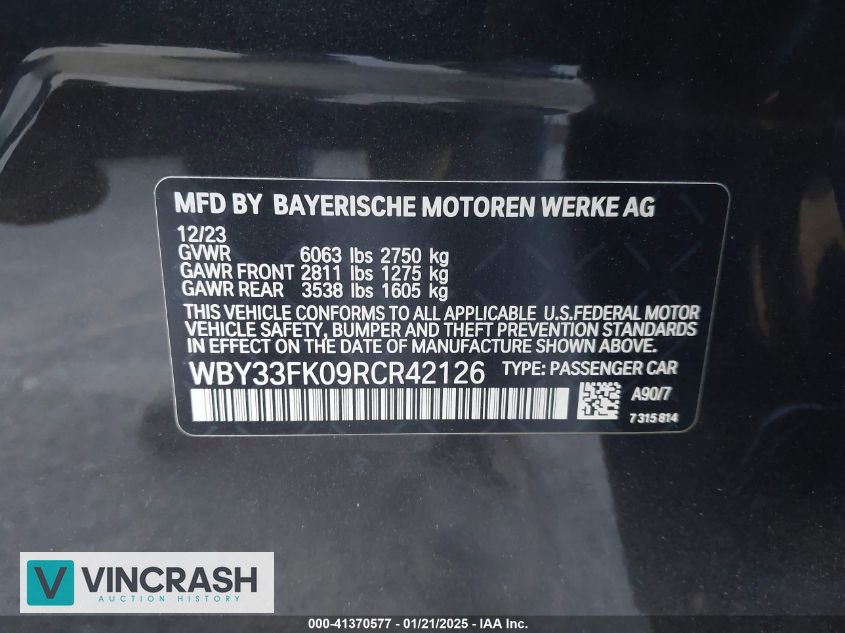 MFD BY BAYERISCHE MOTOREN WERKE AG
12/23
GVWR 6063 lbs 2750 kg
GAWR FRONT 2811 lbs 1275 kg
GAWR REAR 3538 lbs 1605 kg
THIS VEHICLE CONFORMS TO ALL APPLICABLE U.S.FEDERAL MOTOR
VEHICLE SAFETY, BUMPER AND THEFT PREVENTION STANDARDS
IN EFFECT ON THE DATE OF MANUFACTURE SHOWN ABOVE.
WBY33FK09RCR42126 TYPE: PASSENGER CAR
A90/7
7 315 814
V VINCRASH
AUCTION HISTORY
000-41370577 - 01/21/2025 - IAA Inc.